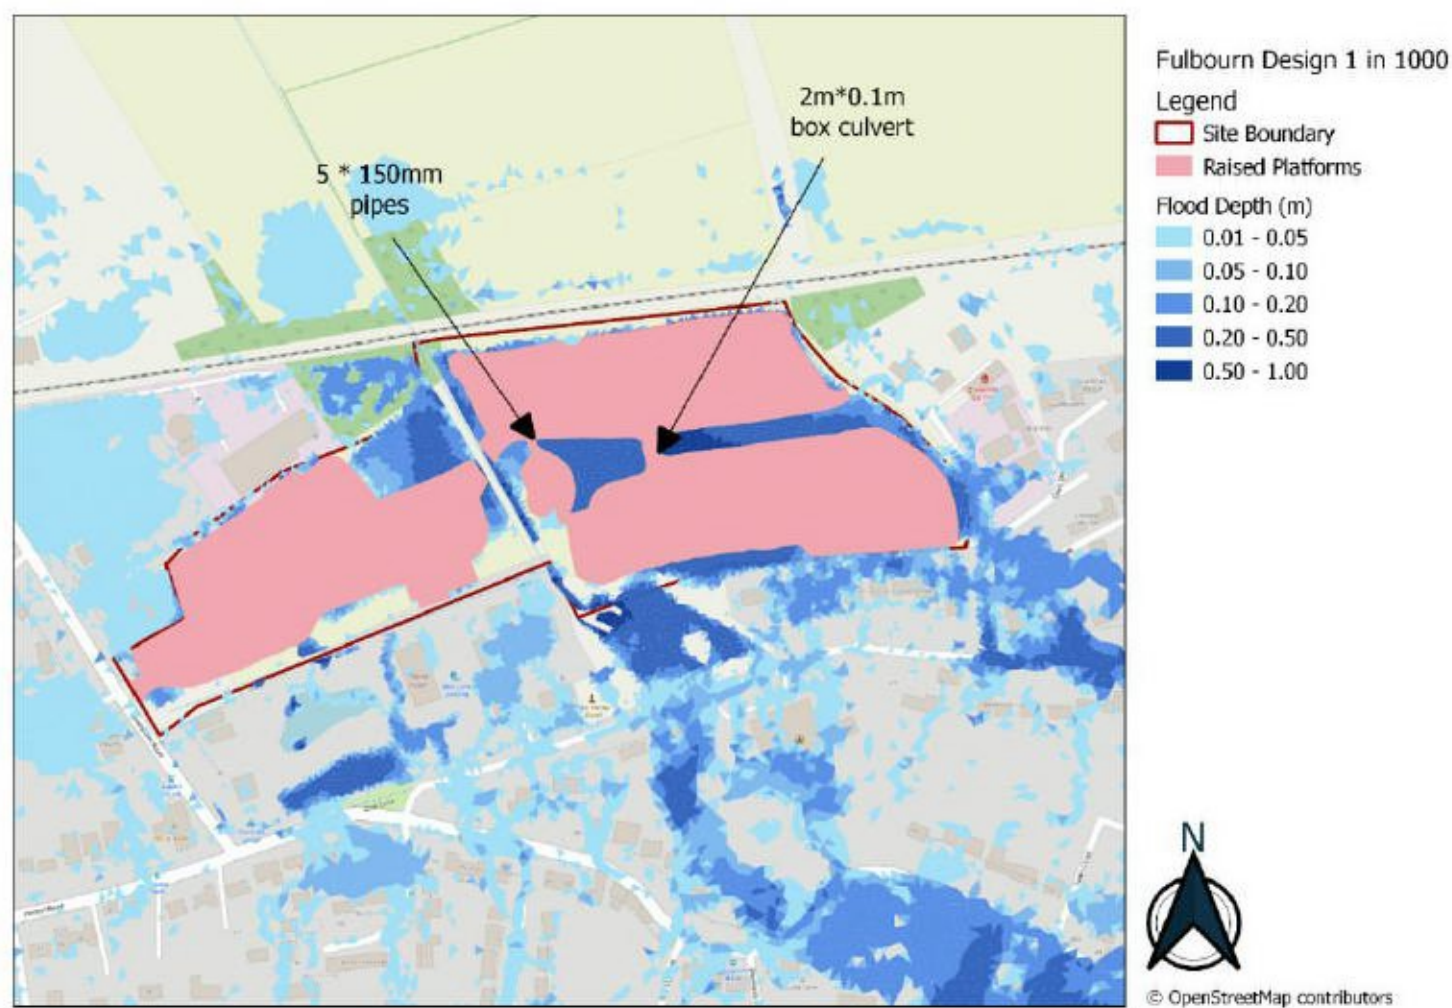 Fulbourn Design 1 in 1000
Legend
Site Boundary
Raised Platforms
Flood Depth (m)
0.01 - 0.05
0.05 - 0.10
0.10 - 0.20
0.20 - 0.50
0.50 - 1.00
2m*0.1m
box culvert
5 * 150mm
pipes
N
© OpenStreetMap contributors